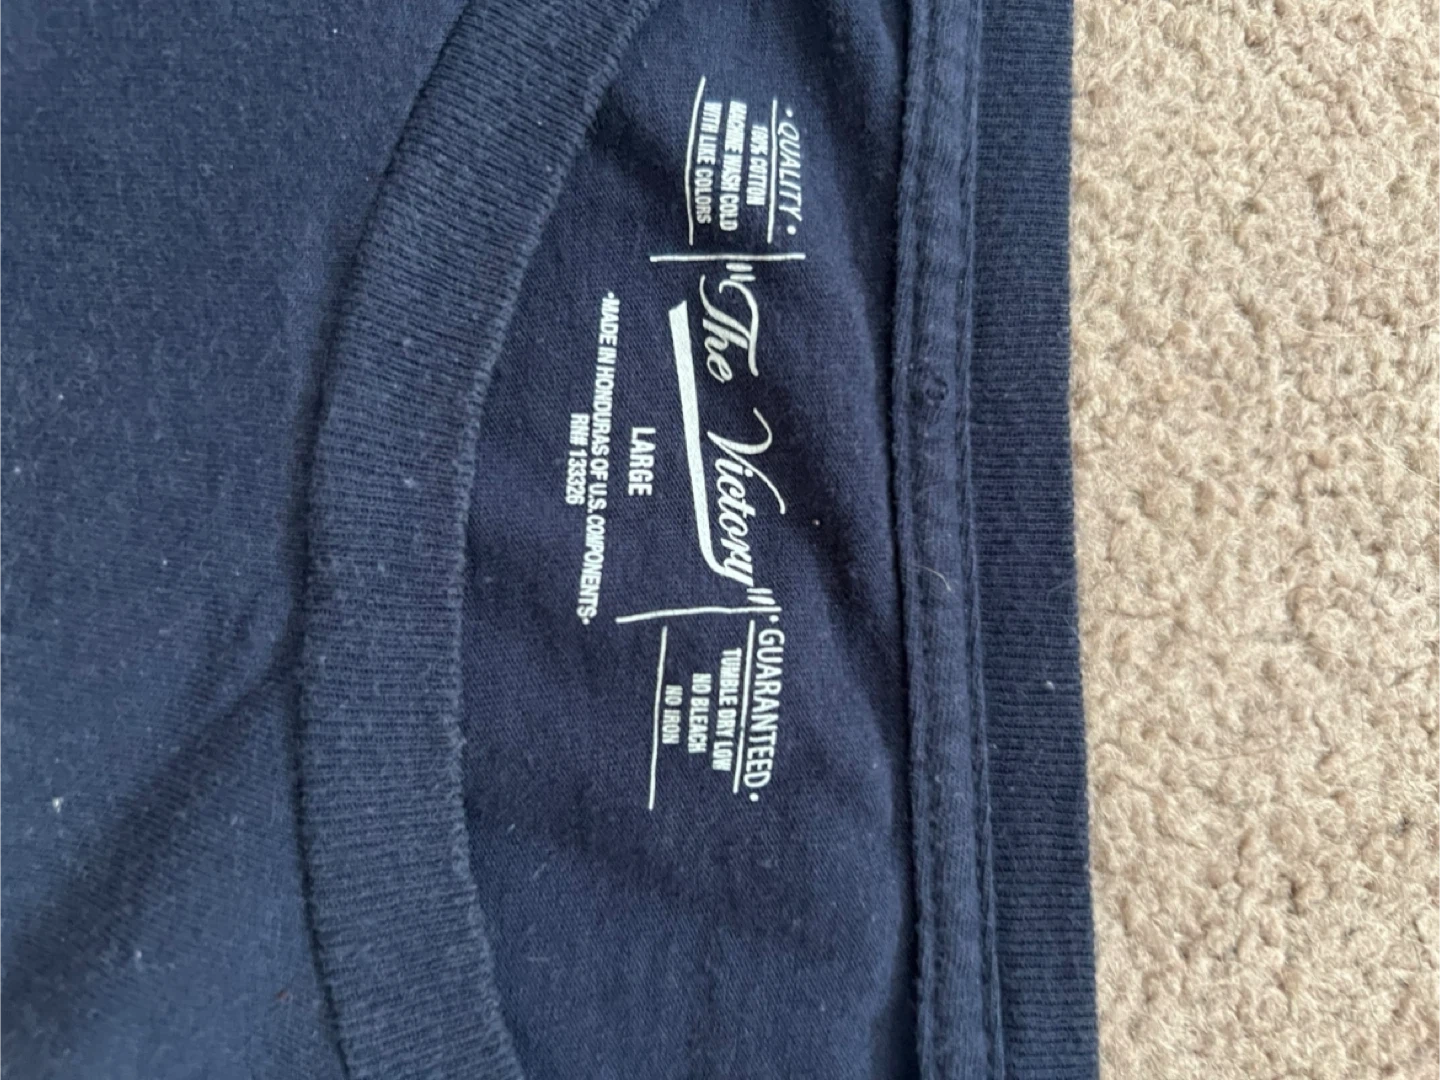 • QUALITY •
100% COTTON
MACHINE WASH COLD
WITH LIKE COLORS
"The Victory"
LARGE
•MADE IN HONDURAS OF U.S. COMPONENTS•
RN# 133326
• GUARANTEED •
TUMBLE DRY LOW
NO BLEACH
NO IRON